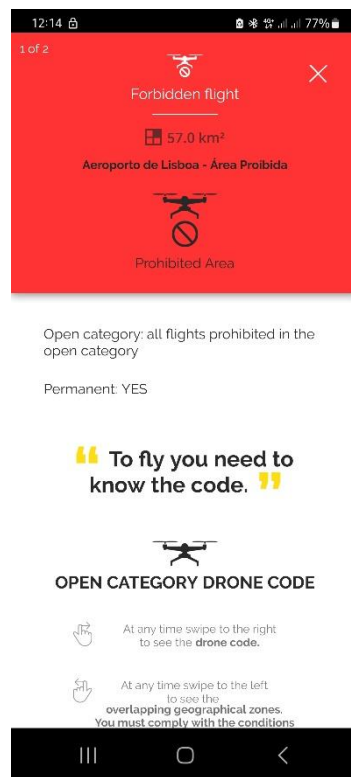 12:14
77%
1 of 2
Forbidden flight
57.0 km²
Aeroporto de Lisboa - Área Proibida
Prohibited Area
Open category: all flights prohibited in the
open category
Permanent: YES
“ To fly you need to
know the code. ”
OPEN CATEGORY DRONE CODE
At any time swipe to the right
to see the drone code.
At any time swipe to the left
to see the
overlapping geographical zones.
You must comply with the conditions